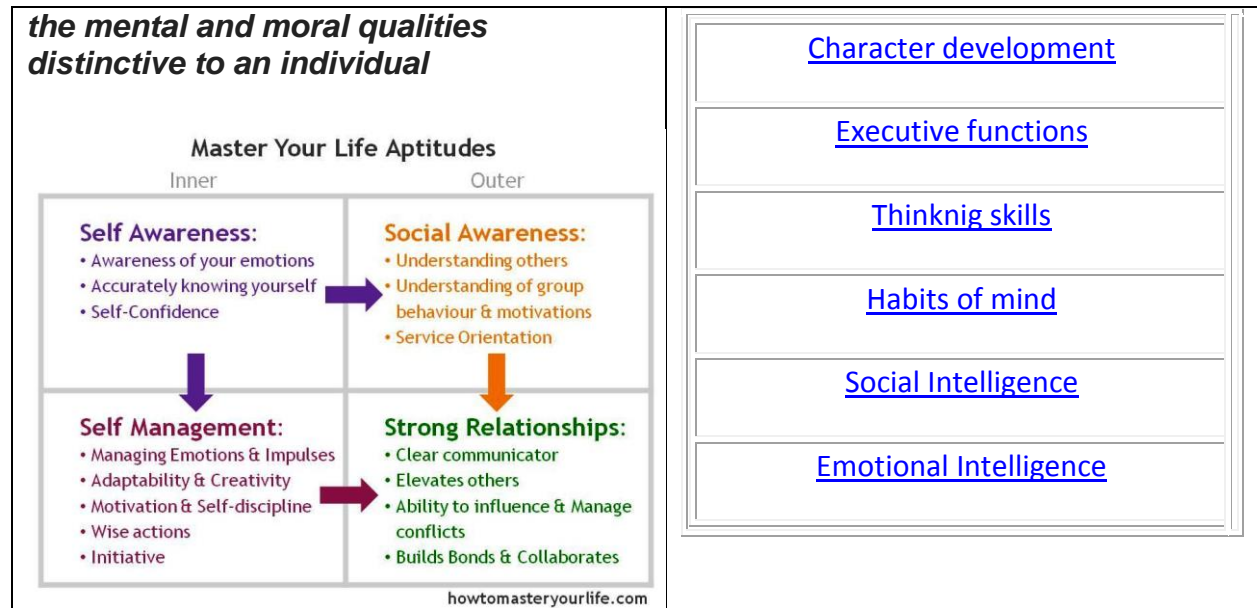 the mental and moral qualities
distinctive to an individual
Master Your Life Aptitudes
Inner
Outer
Self Awareness:
• Awareness of your emotions
• Accurately knowing yourself
• Self-Confidence
Social Awareness:
• Understanding others
• Understanding of group
behaviour & motivations
• Service Orientation
Self Management:
• Managing Emotions & Impulses
• Adaptability & Creativity
• Motivation & Self-discipline
• Wise actions
• Initiative
Strong Relationships:
• Clear communicator
• Elevates others
• Ability to influence & Manage
conflicts
• Builds Bonds & Collaborates
howtomasteryourlife.com
Character development
Executive functions
Thinknig skills
Habits of mind
Social Intelligence
Emotional Intelligence